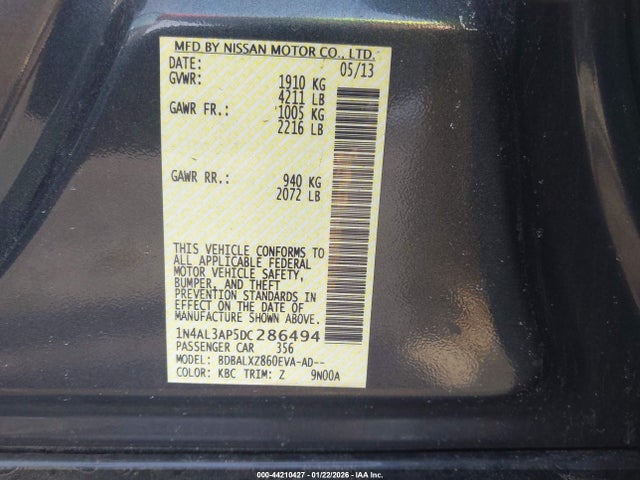 MFD BY NISSAN MOTOR CO., LTD.
DATE: 05/13
GVWR: 1910 KG
4211 LB
GAWR FR.: 1005 KG
2216 LB
GAWR RR.: 940 KG
2072 LB
THIS VEHICLE CONFORMS TO
ALL APPLICABLE FEDERAL
MOTOR VEHICLE SAFETY,
BUMPER, AND THEFT
PREVENTION STANDARDS IN
EFFECT ON THE DATE OF
MANUFACTURE SHOWN ABOVE
1N4AL3AP5DC286494
PASSENGER CAR 356
MODEL: BDBALXZ860EVA-AD--
COLOR: KBC TRIM: Z 9N00A
000-44210427 - 01/22/2026 - © IAA, Inc.